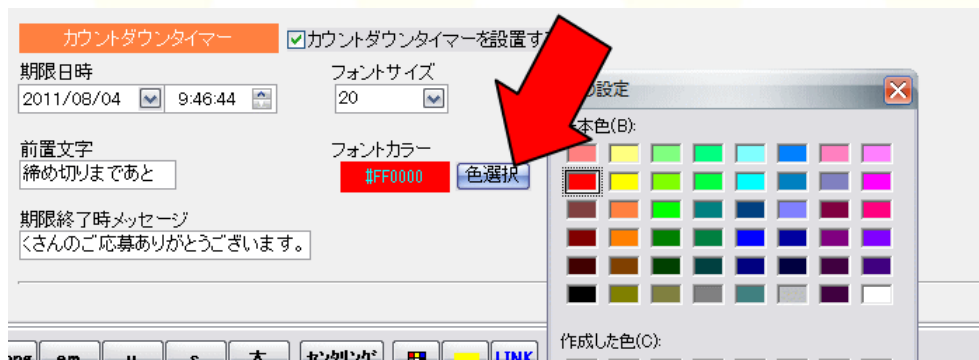 カウントダウンタイマー
カウントダウンタイマーを設置す
期限日時
フォントサイズ
2011/08/04
9:46:44
20
の設定
本色(B):
前置文字
フォントカラー
締め切りまであと
#FF0000
色選択
期限終了時メッセージ
くさんのご応募ありがとうございます。
作成した色(C):
ong
em
u
s
大
センタリング
LINK